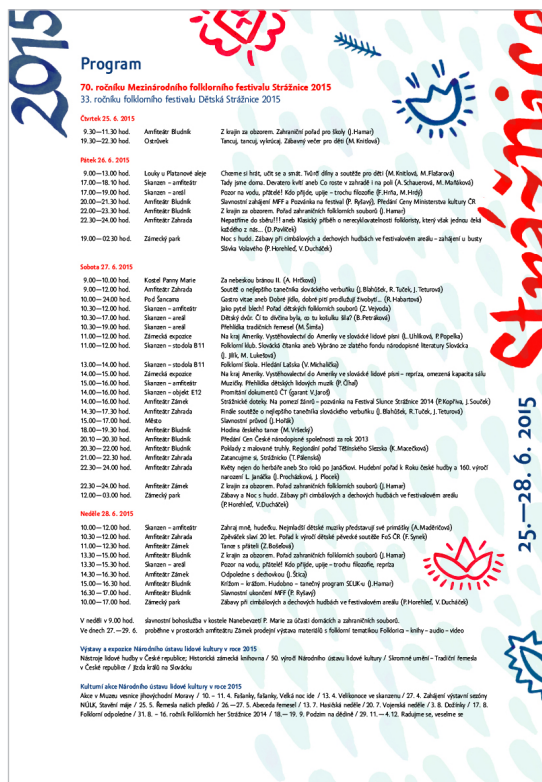 2015
Program
70. ročníku Mezinárodního folklorního festivalu Strážnice 2015
33. ročníku folklorního festivalu Dětská Strážnice 2015
Čtvrtek 25. 6. 2015
9.30—11.30 hod. Amfiteátr Bludník Z krajin za obzorem. Zahraniční pořad pro školy (J.Hamar)
19.30—22.30 hod. Ostrůvek Tancuj, tancuj, vykrúcaj. Zábavný večer pro děti (M.Knitlová)
Pátek 26. 6. 2015
9.00—13.00 hod. Louky u Platanové aleje Chceme si hrát, učit se a smát. Tvůrčí dílny a soutěže pro děti (M.Knitlová, M.Flašarová)
17.00—18.10 hod. Skanzen – amfiteátr Tady jsme doma. Devatero kvítí aneb Co roste v zahradě i na poli (A.Schauerová, M.Maňáková)
17.00—19.00 hod. Skanzen – areál Pozor na vodu, přátelé! Kdo přijde, upije – trochu filozofie (F.Hrňa, M.Hrdý)
20.00—21.30 hod. Amfiteátr Bludník Slavnostní zahájení MFF a Pozvánka na festival (P. Ryšavý), Předání Ceny Ministerstva kultury ČR
22.00—23.30 hod. Amfiteátr Bludník Z krajin za obzorem. Pořad zahraničních folklorních souborů (J.Hamar)
22.30—24.00 hod. Amfiteátr Zahrada Nepatříme do sběru!!! aneb Klasický příběh o nerecyklovatelnosti folkloristy, který však jednou čeká
každého z nás... (D.Pavlíček)
19.00—02.30 hod. Zámecký park Noc s hudd. Zábavy při cimbálových a dechových hudbách ve festivalovém areálu – zahájení u busty
Slávka Volavého (P.Horehleď, V.Ducháček)
Sobota 27. 6. 2015
9.00—10.00 hod. Kostel Panny Marie Za nebeskou bránou II. (A. Hrčková)
9.00—12.00 hod. Amfiteátr Zahrada Soutěž o nejlepšího tanečníka slováckého verbuňku (J.Blahůšek, R.Tuček, J.Teturová)
10.00—24.00 hod. Pod Šancama Gastro vitae aneb Dobré jídlo, dobré pití prodlužují živobytí... (R.Habartová)
10.30—12.00 hod. Skanzen – amfiteátr Jako pytel blech! Pořad dětských folklorních souborů (Z.Vejvoda)
10.30—17.00 hod. Skanzen – areál Dětský dvůr. Čí to divčina byla, co tu košulku šila? (B.Petráková)
10.30—19.00 hod. Skanzen – areál Přehlídka tradičních řemesel (M.Šimša)
11.00—12.00 hod. Zámecká expozice Na kraj Ameriky. Vystěhovalectví do Ameriky ve slovácké lidové písni (L.Uhlíková, P.Popelka)
11.00—12.00 hod. Skanzen – stodola B11 Folklorní klub. Slovácká čítanka aneb Vybráno ze zlatého fondu národopisné literatury Slovácka
(J. Jilík, M. Lukešová)
13.00—14.00 hod. Skanzen – stodola B11 Folklorní škola. Hledání Lašska (V.Michalička)
14.00—15.00 hod. Zámecká expozice Na kraj Ameriky. Vystěhovalectví do Ameriky ve slovácké lidové písni – repríza, omezená kapacita sálu
15.00—16.00 hod. Skanzen – amfiteátr Muzičky. Přehlídka dětských lidových muzik (P.Číhal)
14.00—16.00 hod. Skanzen – objekt E12 Promítání dokumentů ČT (garant V.Jaroš)
14.00—16.00 hod. Amfiteátr Zámek Strážnické doteky. Na pomezí žánrů – pozvánka na Festival Slunce Strážnice 2014 (P.Kopřiva, J.Souček)
14.30—17.30 hod. Amfiteátr Zahrada Finále soutěže o nejlepšího tanečníka slováckého verbuňku (J.Blahůšek, R.Tuček, J.Teturová)
15.00—17.00 hod. Město Slavnostní průvod (J.Hořák)
18.00—19.30 hod. Amfiteátr Bludník Hodina českého tance (M.Vršecký)
20.10—20.30 hod. Amfiteátr Bludník Předání Cen České národopisné společnosti za rok 2013
20.30—22.00 hod. Amfiteátr Bludník Poklady z malované truhly. Regionální pořad Těšínského Slezska (K.Macečková)
21.00—22.30 hod. Amfiteátr Zahrada Zatancujme si, Strážnicko (T.Pálenská)
22.30—24.00 hod. Amfiteátr Zahrada Květy nejen do herbáře aneb Sto roků po Janáčkovi. Hudební pořad k Roku české hudby a 160. výročí
narození L. Janáčka (J.Procházková, J. Plocek)
22.30—24.00 hod. Amfiteátr Zámek Z krajin za obzorem. Pořad zahraničních folklorních souborů (J. Hamar)
12.00—03.00 hod. Zámecký park Zábavy a Noc s hudd. Zábavy při cimbálových a dechových hudbách ve festivalovém areálu
(P.Horehleď, V.Ducháček)
Neděle 28. 6. 2015
10.00—12.00 hod. Skanzen – amfiteátr Zahraj mně, hudečku. Nejmladší dětské muziky představují své primášky (A.Maděričová)
10.30—12.00 hod. Amfiteátr Zahrada Zpěváček slaví 20 let. Pořad k výročí dětské pěvecké soutěže FoS ČR (F.Synek)
11.00—12.30 hod. Amfiteátr Zámek Tance s přáteli (Z.Bošeľová)
13.30—15.00 hod. Amfiteátr Bludník Z krajin za obzorem. Pořad zahraničních folklorních souborů (J.Hamar)
13.30—15.30 hod. Skanzen – areál Pozor na vodu, přátelé! Kdo přijde, upije – trochu filozofie, repríza
14.30—16.30 hod. Amfiteátr Zámek Odpoledne s dechovkou (J.Štica)
15.00—16.30 hod. Amfiteátr Zahrada Križom – krážom. Hudobno – tanečný program SĽUK-u (J.Hamar)
16.30—17.00 hod. Amfiteátr Bludník Slavnostní ukončení MFF (P. Ryšavý)
10.00—17.00 hod. Zámecký park Zábavy při cimbálových a dechových hudbách ve festivalovém areálu (P.Horehleď, V.Ducháček)
V neděli v 9.00 hod. slavnostní bohoslužba v kostele Nanebevzetí P. Marie za účasti domácích a zahraničních souborů.
Ve dnech 27.—29. 6. proběhne v prostorách amfiteátru Zámek prodejní výstava materiálů s folklorní tematikou Folklorica – knihy – audio – video
Výstavy a expozice Národního ústavu lidové kultury v roce 2015
Nástroje lidové hudby v České republice; Historická zámecká knihovna / 50. výročí Národního ústavu lidové kultury / Skromné umění – Tradiční řemesla
v České republice / Jízda králů na Slovácku
Kulturní akce Národního ústavu lidové kultury v roce 2015
Akce v Muzeu vesnice jihovýchodní Moravy / 10. – 11. 4. Fašanky, fašanky, Velká noc ide / 13. 4. Velikonoce ve skanzenu / 27. 4. Zahájení výstavní sezóny
NÚLK, Stavění máje / 25. 5. Řemesla našich předků / 26.—27. 5. Abeceda řemesel / 13. 7. Hasičská neděle / 20. 7. Vojenská neděle / 3. 8. Dožínky / 17. 8.
Folklorní odpoledne / 31. 8. – 16. ročník Folklorních her Strážnice 2014 / 18.— 19. 9. Podzim na dědině / 29. 11.—4.12. Radujme se, veselme se
Strážnice
25.—28. 6. 2015